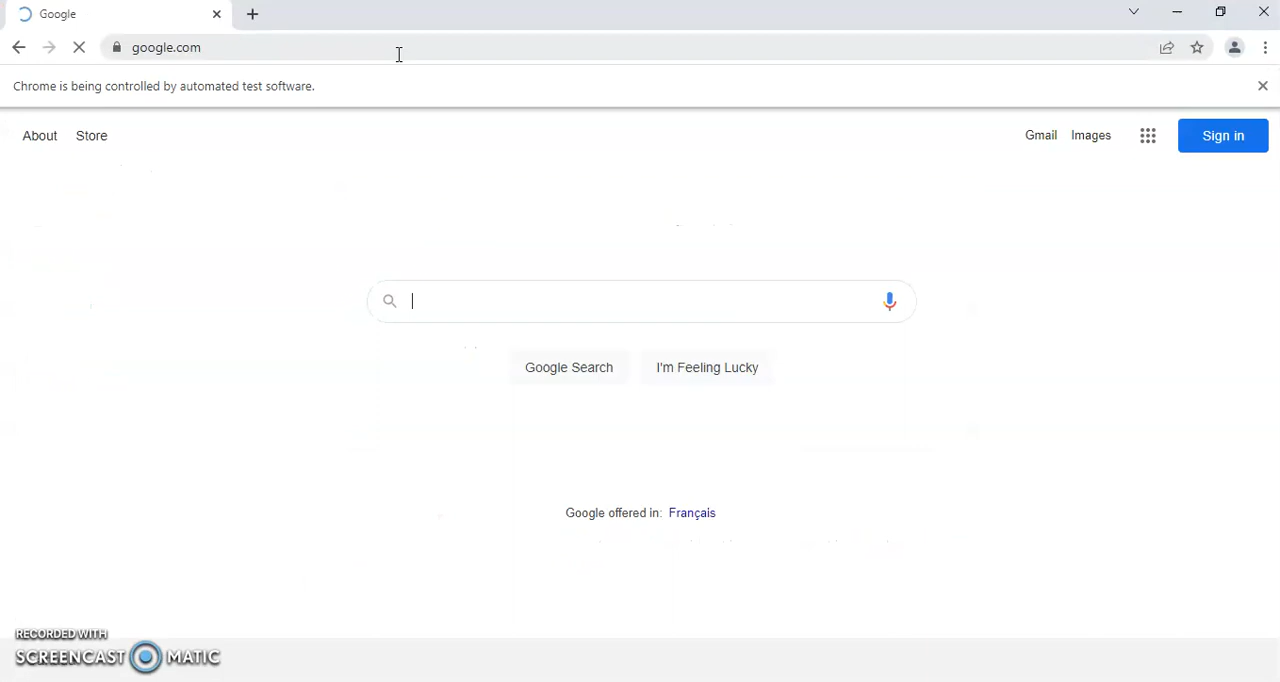 Google
google.com
Chrome is being controlled by automated test software.
About Store
Gmail Images Sign in
Google Search I'm Feeling Lucky
Google offered in: Français
RECORDED WITH
SCREENCAST MATIC